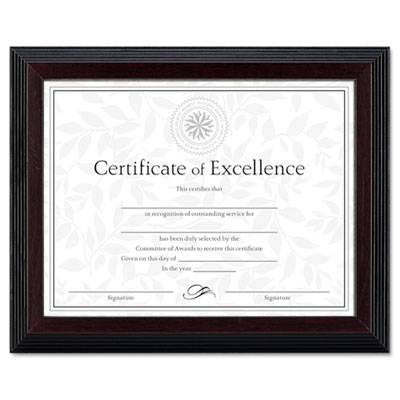 Certificate of Excellence
This certifies that
in recognition of outstanding service for
has been duly selected by the
Committee of Awards to receive this certificate
Given on this day of
In the year
Signature Signature